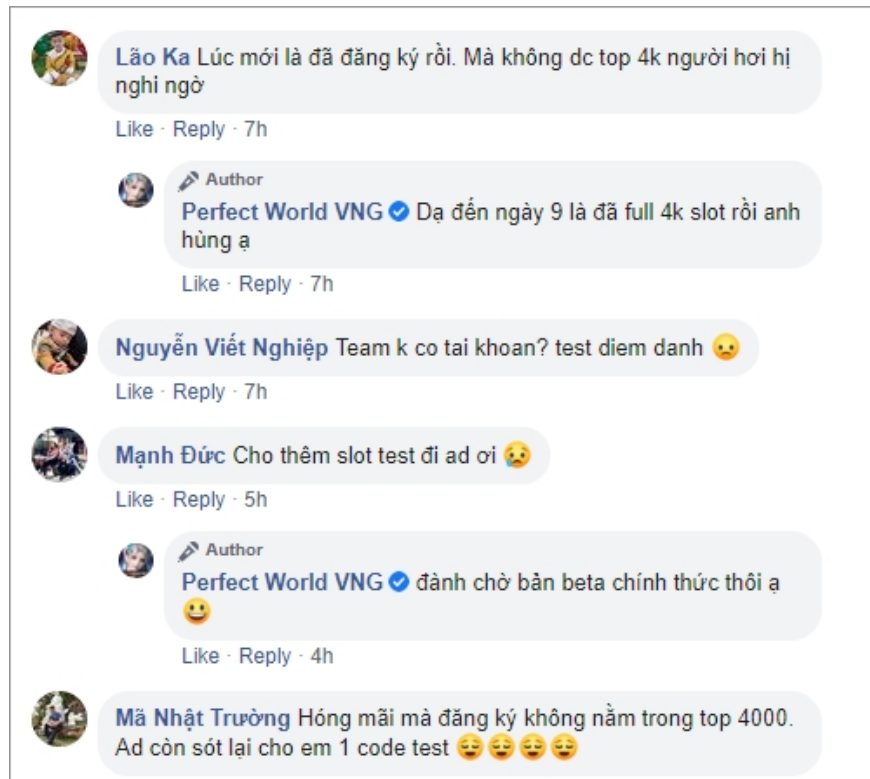 Lão Ka Lúc mới là đã đăng ký rồi. Mà không dc top 4k người hơi hị
nghi ngờ
Like · Reply · 7h
Author
Perfect World VNG Dạ đến ngày 9 là đã full 4k slot rồi anh
hùng ạ
Like · Reply · 7h
Nguyễn Viết Nghiệp Team k co tai khoan? test diem danh 😞
Like · Reply · 7h
Mạnh Đức Cho thêm slot test đi ad ơi 😥
Like · Reply · 5h
Author
Perfect World VNG đành chờ bản beta chính thức thôi ạ
😀
Like · Reply · 4h
Mã Nhật Trường Hóng mãi mà đăng ký không nằm trong top 4000.
Ad còn sót lại cho em 1 code test 😌😌😌😌